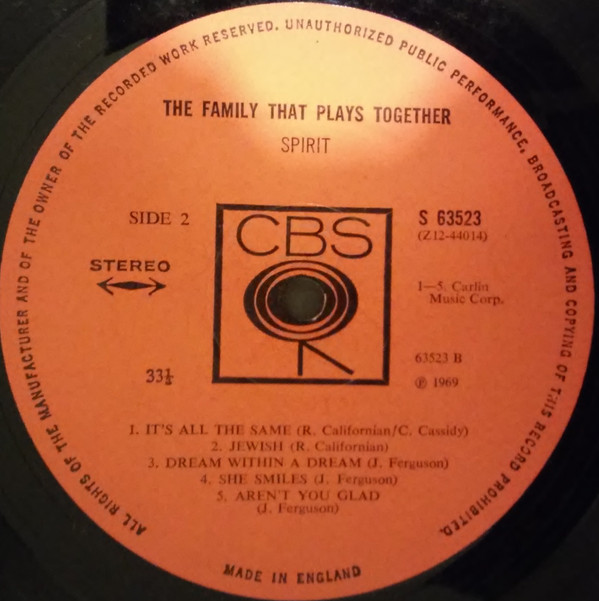 ALL RIGHTS OF THE MANUFACTURER AND OF THE OWNER OF THE RECORDED WORK RESERVED. UNAUTHORIZED PUBLIC PERFORMANCE, BROADCASTING AND COPYING OF THIS RECORD PROHIBITED.
THE FAMILY THAT PLAYS TOGETHER
SPIRIT
SIDE 2
CBS
S 63523
(Z12-44014)
STEREO
1—5. Carlin
Music Corp.
63523 B
33⅓
℗ 1969
1. IT'S ALL THE SAME (R. Californian/C. Cassidy)
2. JEWISH (R. Californian)
3. DREAM WITHIN A DREAM (J. Ferguson)
4. SHE SMILES (J. Ferguson)
5. AREN'T YOU GLAD
(J. Ferguson)
MADE IN ENGLAND